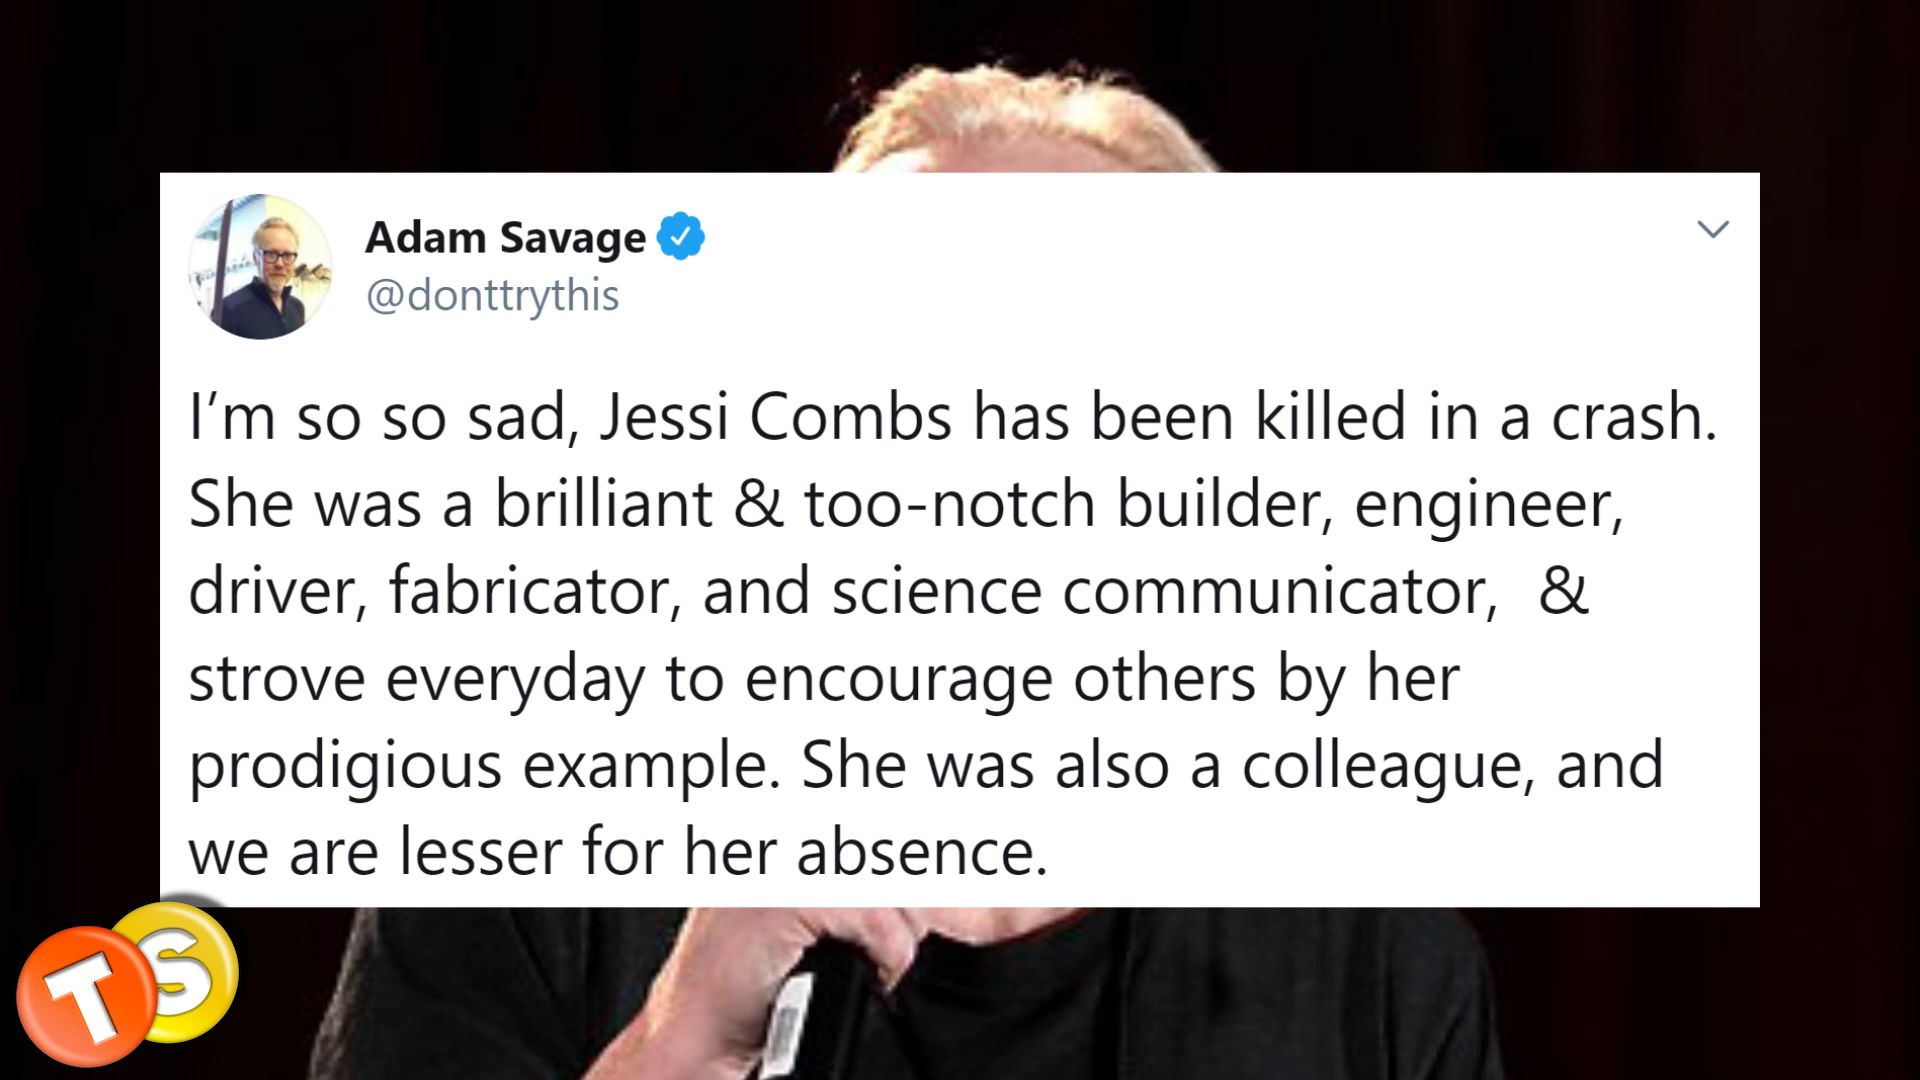 Adam Savage
@donttrythis
I’m so so sad, Jessi Combs has been killed in a crash.
She was a brilliant & too-notch builder, engineer,
driver, fabricator, and science communicator,  &
strove everyday to encourage others by her
prodigious example. She was also a colleague, and
we are lesser for her absence.
TS